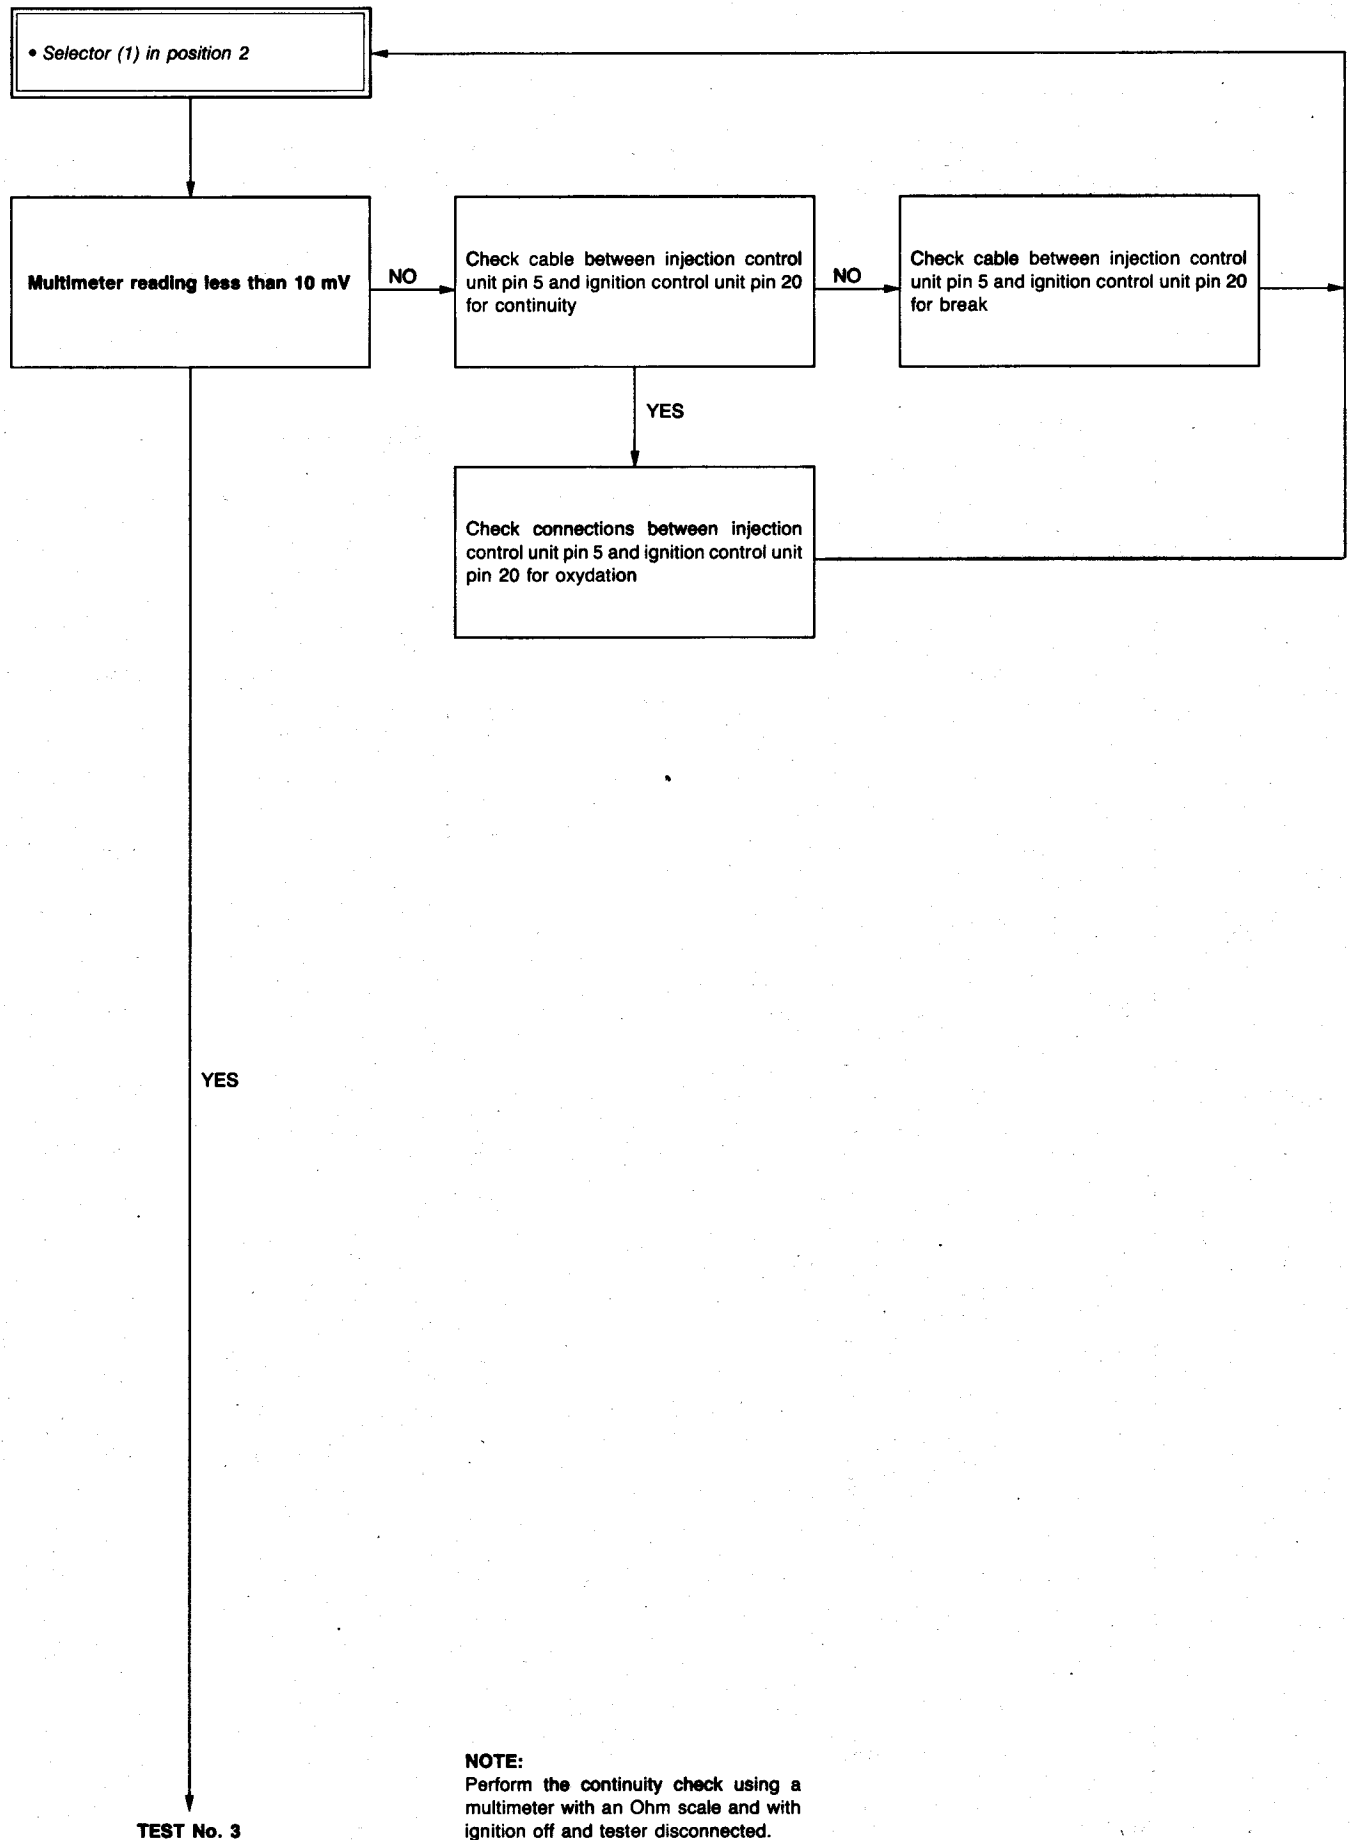 • Selector (1) in position 2
Multimeter reading less than 10 mV
NO
Check cable between injection control
unit pin 5 and ignition control unit pin 20
for continuity
NO
Check cable between injection control
unit pin 5 and ignition control unit pin 20
for break
YES
Check connections between injection
control unit pin 5 and ignition control unit
pin 20 for oxydation
YES
NOTE:
Perform the continuity check using a
multimeter with an Ohm scale and with
ignition off and tester disconnected.
TEST No. 3